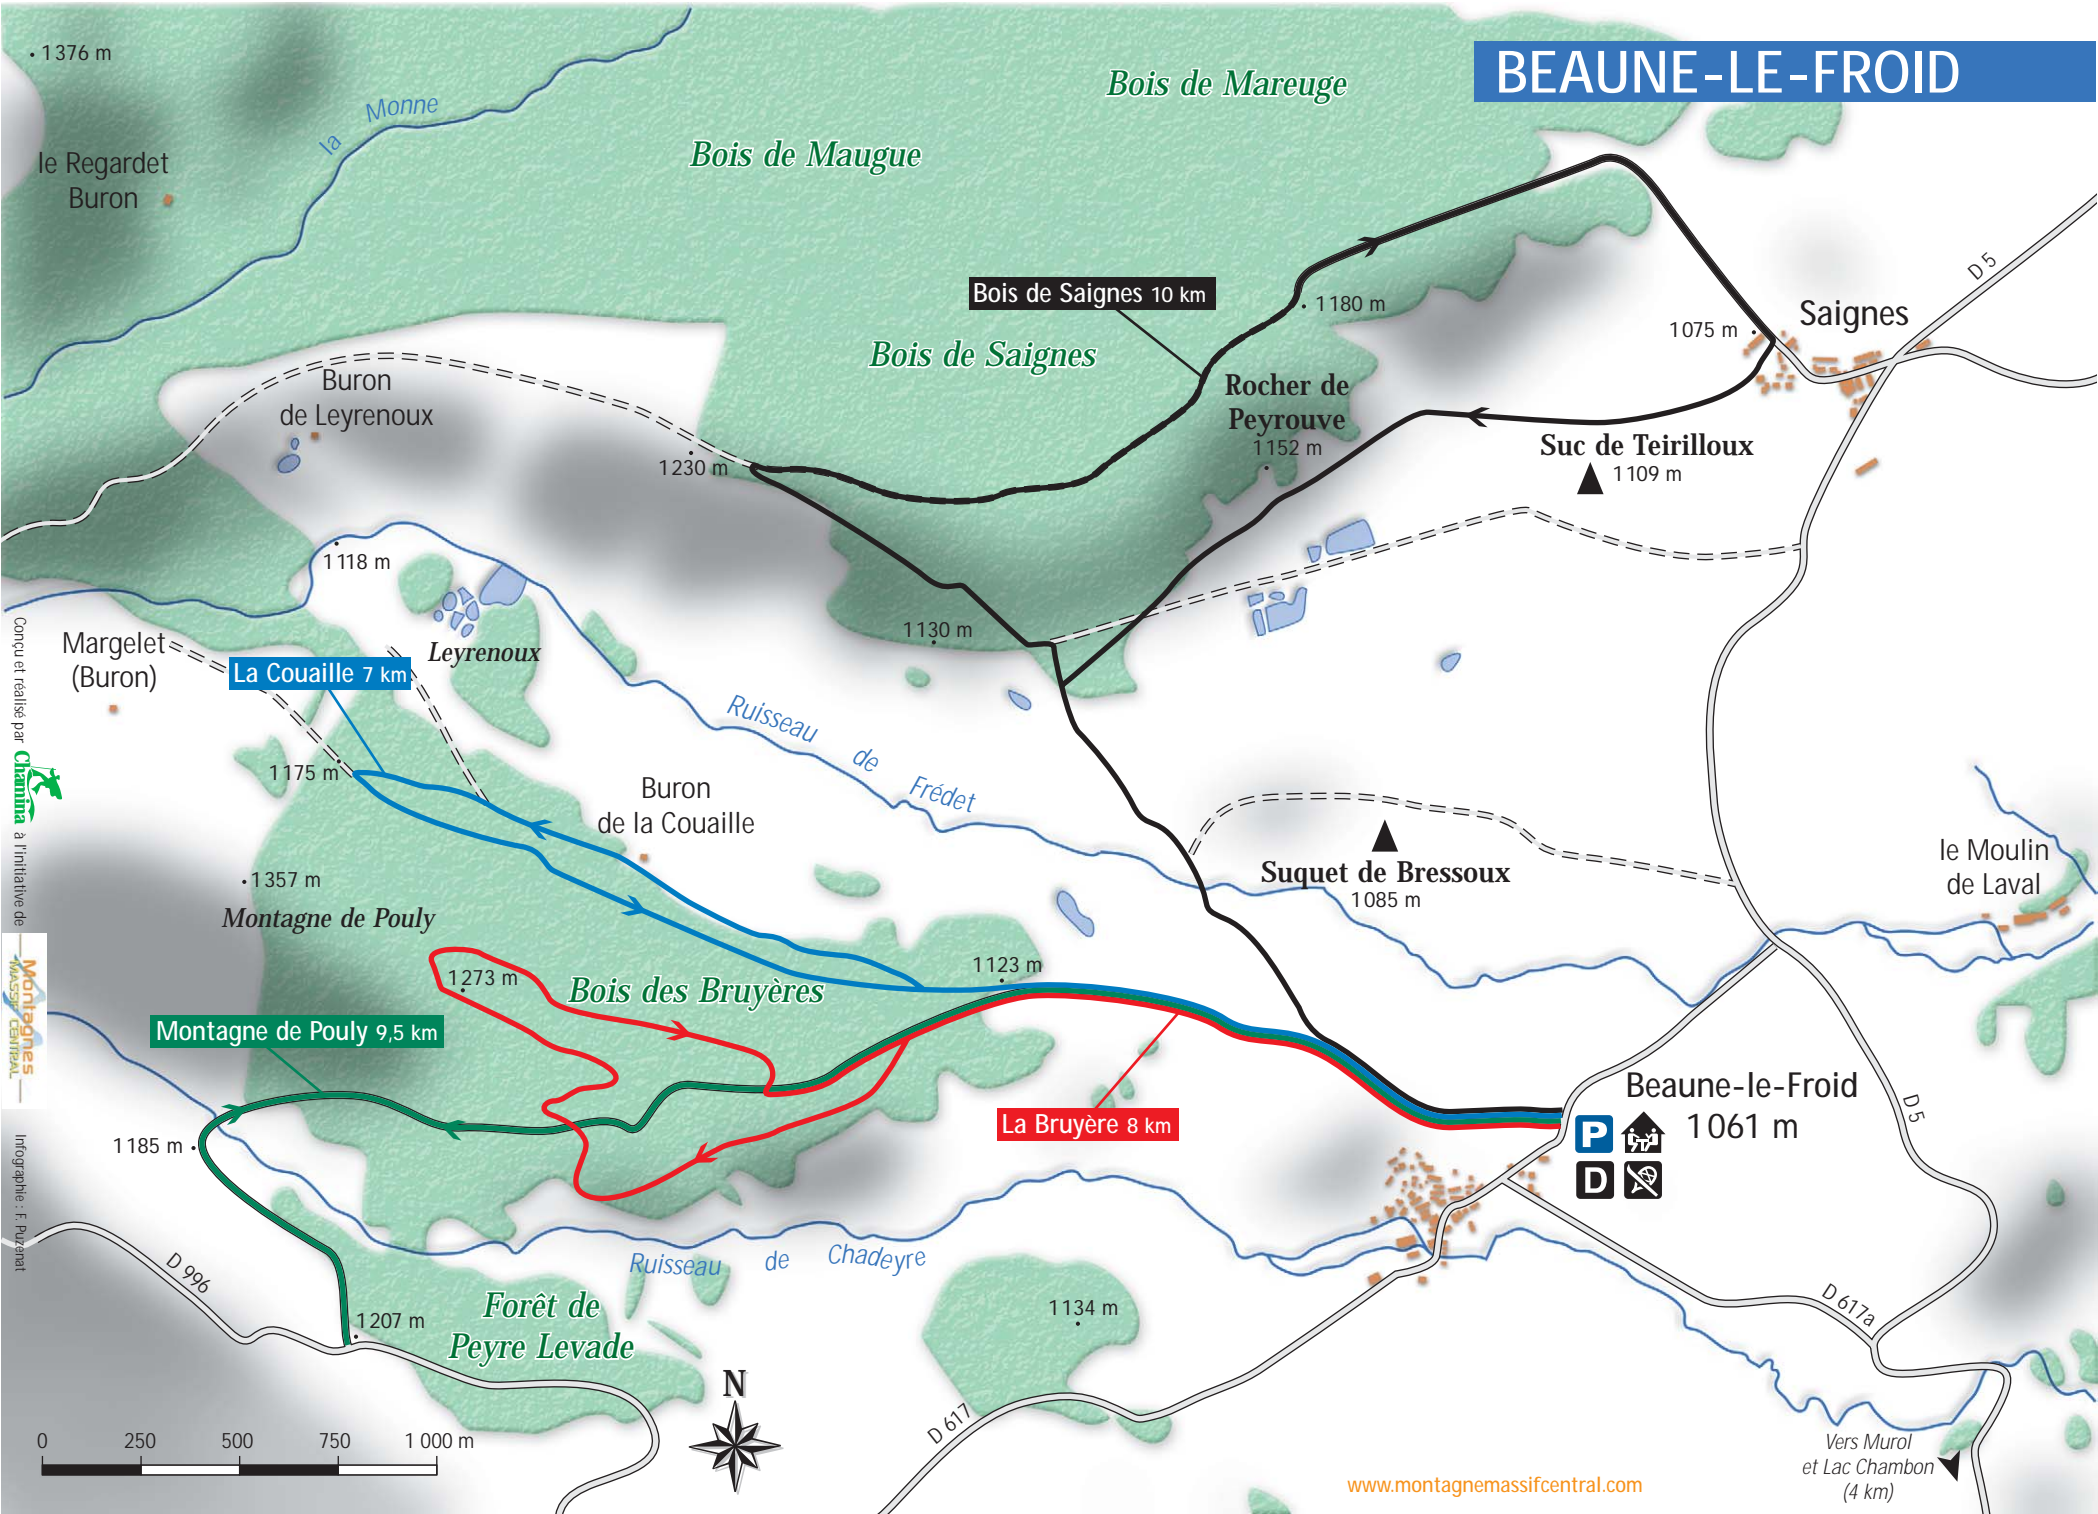 BEAUNE-LE-FROID
1376 m
la Monne
Bois de Mareuge
Bois de Maugue
le Regardet
Buron
D 5
Bois de Saignes 10 km
1180 m
Saignes
1075 m
Bois de Saignes
Rocher de
Peyrouve
1152 m
Buron
de Leyrenoux
1230 m
Suc de Teirilloux
1109 m
1118 m
1130 m
Margelet
(Buron)
Leyrenoux
La Couaille 7 km
Ruisseau de Frédet
1175 m
Buron
de la Couaille
Suquet de Bressoux
1085 m
le Moulin
de Laval
1357 m
Montagne de Pouly
1273 m
Bois des Bruyères
1123 m
Montagne de Pouly 9,5 km
La Bruyère 8 km
Beaune-le-Froid
1061 m
P
D
D 5
1185 m
Ruisseau de Chadeyre
D 996
Forêt de
Peyre Levade
1207 m
1134 m
D 617a
D 617
N
0 250 500 750 1 000 m
Vers Murol
et Lac Chambon
(4 km)
www.montagnemassifcentral.com
Conçu et réalisé par Chamina à l'initiative de
Montagnes
MASSIF CENTRAL
Infographie : F. Puzenat